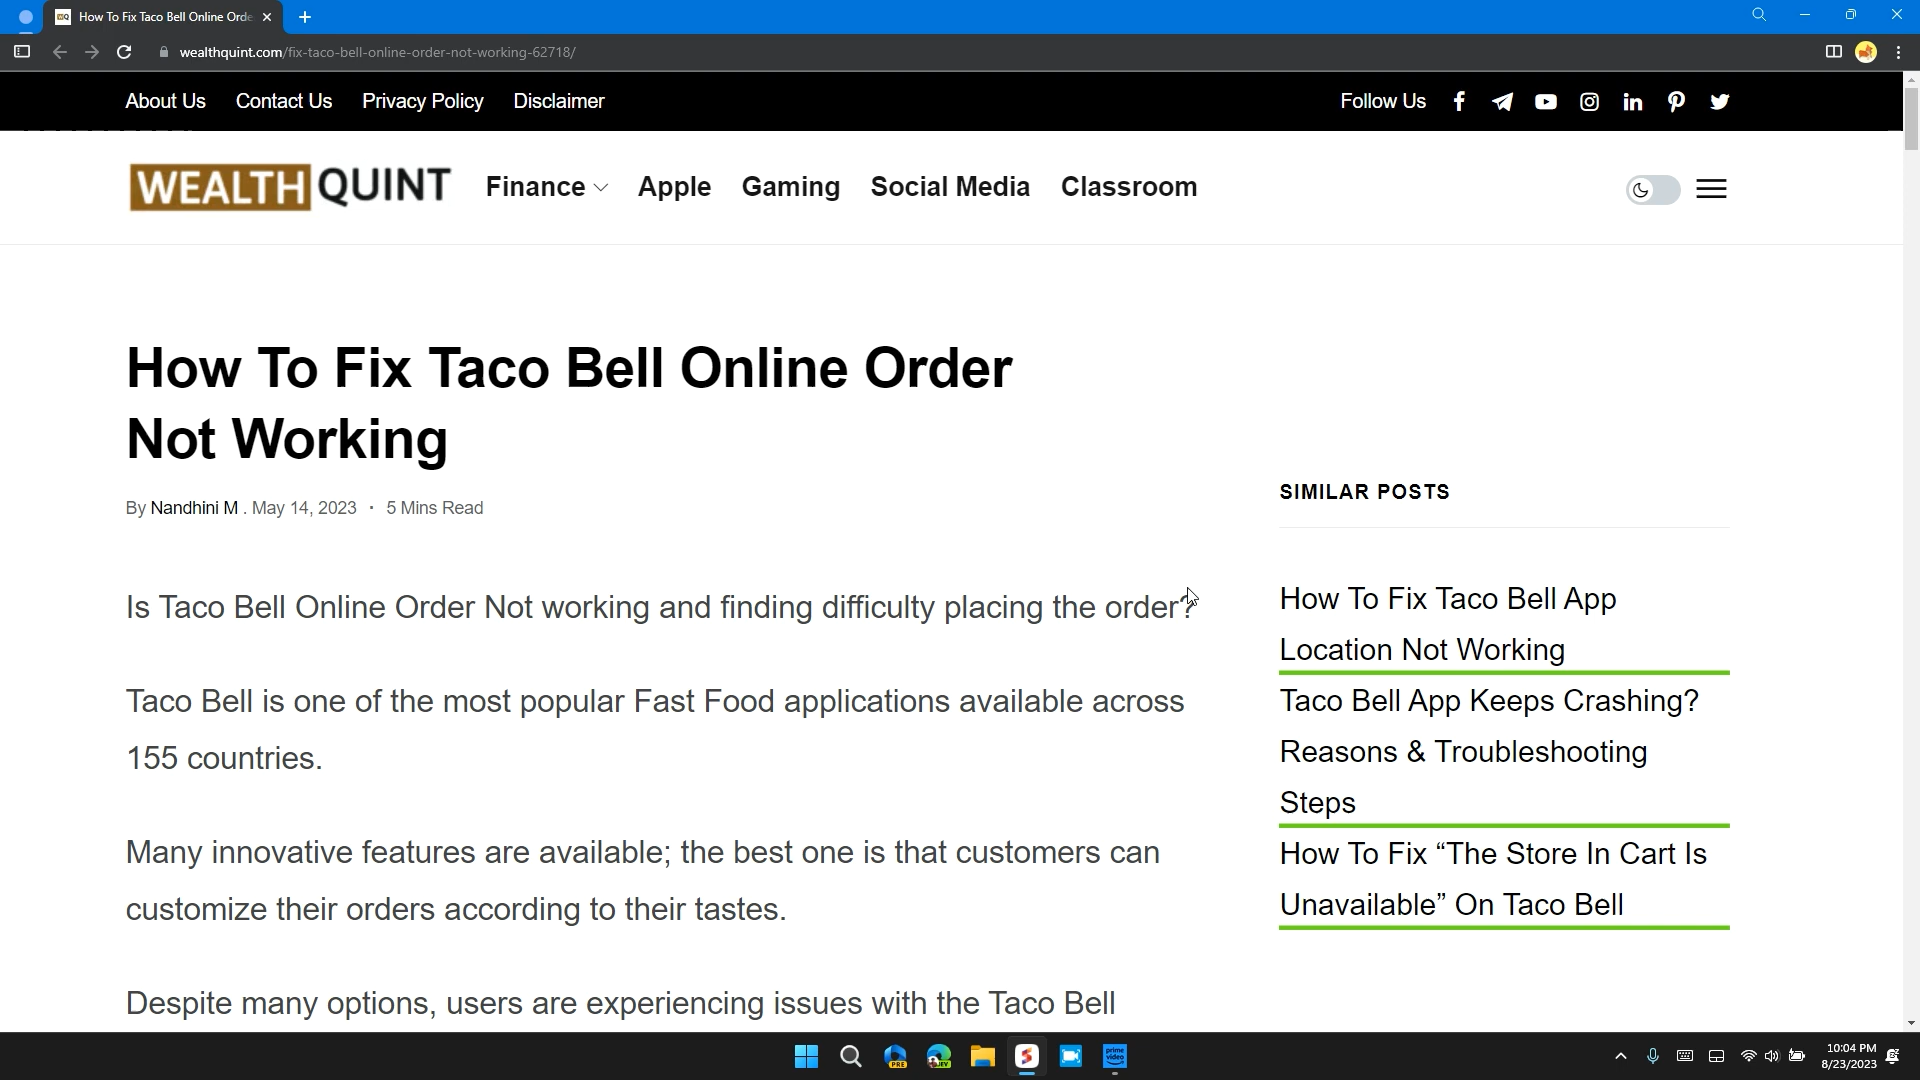 How To Fix Taco Bell Online Orde
wealthquint.com/fix-taco-bell-online-order-not-working-62718/
About Us Contact Us Privacy Policy Disclaimer Follow Us
WEALTH QUINT Finance Apple Gaming Social Media Classroom
How To Fix Taco Bell Online Order
Not Working
By Nandhini M . May 14, 2023 · 5 Mins Read
Is Taco Bell Online Order Not working and finding difficulty placing the order?
Taco Bell is one of the most popular Fast Food applications available across
155 countries.
Many innovative features are available; the best one is that customers can
customize their orders according to their tastes.
Despite many options, users are experiencing issues with the Taco Bell
SIMILAR POSTS
How To Fix Taco Bell App
Location Not Working
Taco Bell App Keeps Crashing?
Reasons & Troubleshooting
Steps
How To Fix “The Store In Cart Is
Unavailable” On Taco Bell
PRE
DEV
prime
video
10:04 PM
8/23/2023